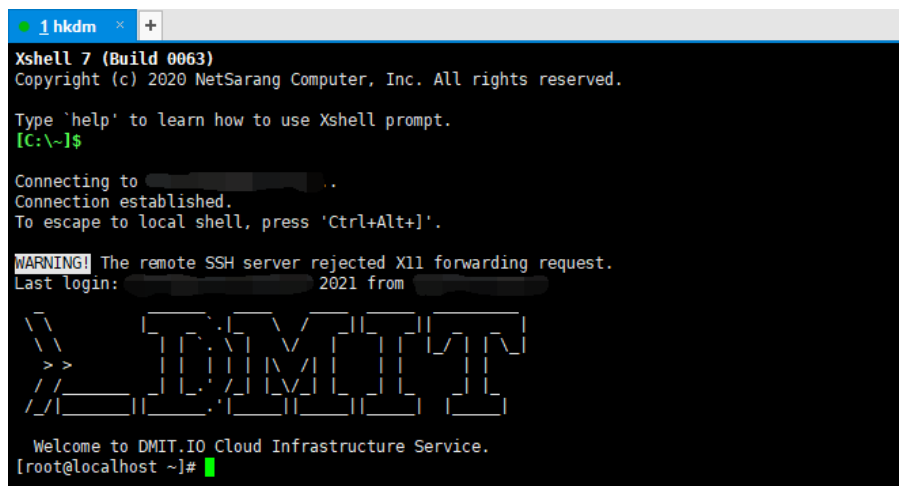 1 hkdm × +
Xshell 7 (Build 0063)
Copyright (c) 2020 NetSarang Computer, Inc. All rights reserved.
Type `help' to learn how to use Xshell prompt.
[C:\~]$
Connecting to ..
Connection established.
To escape to local shell, press 'Ctrl+Alt+]'.
WARNING! The remote SSH server rejected X11 forwarding request.
Last login: 2021 from
DMIT
Welcome to DMIT.IO Cloud Infrastructure Service.
[root@localhost ~]#